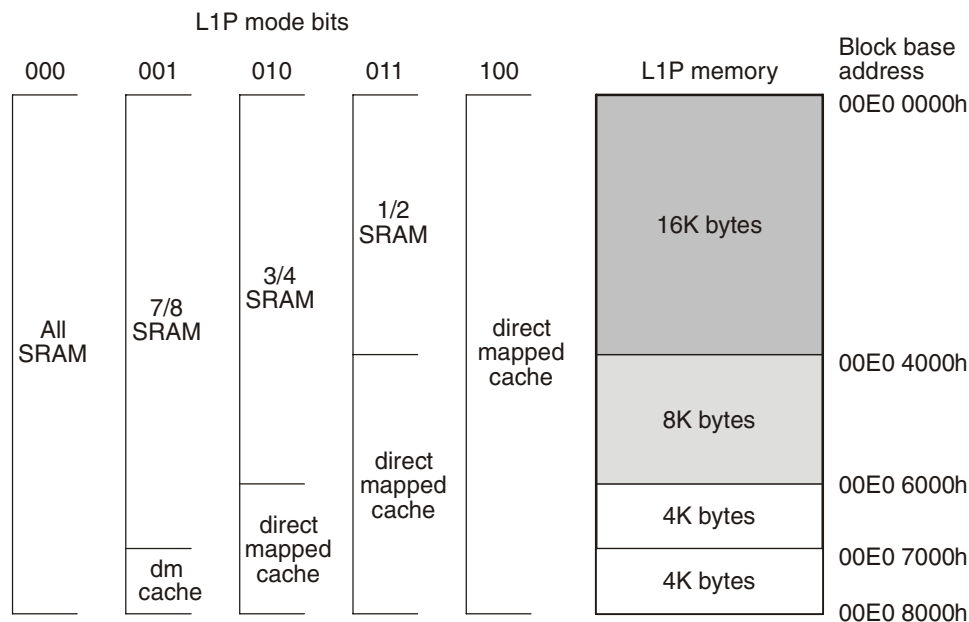 L1P mode bits
000 001 010 011 100 L1P memory
Block base
address
00E0 0000h
1/2
SRAM
16K bytes
3/4
SRAM
7/8
SRAM
All
SRAM
direct
mapped
cache
00E0 4000h
8K bytes
direct
mapped
cache
00E0 6000h
4K bytes
direct
mapped
cache
00E0 7000h
dm
cache
4K bytes
00E0 8000h